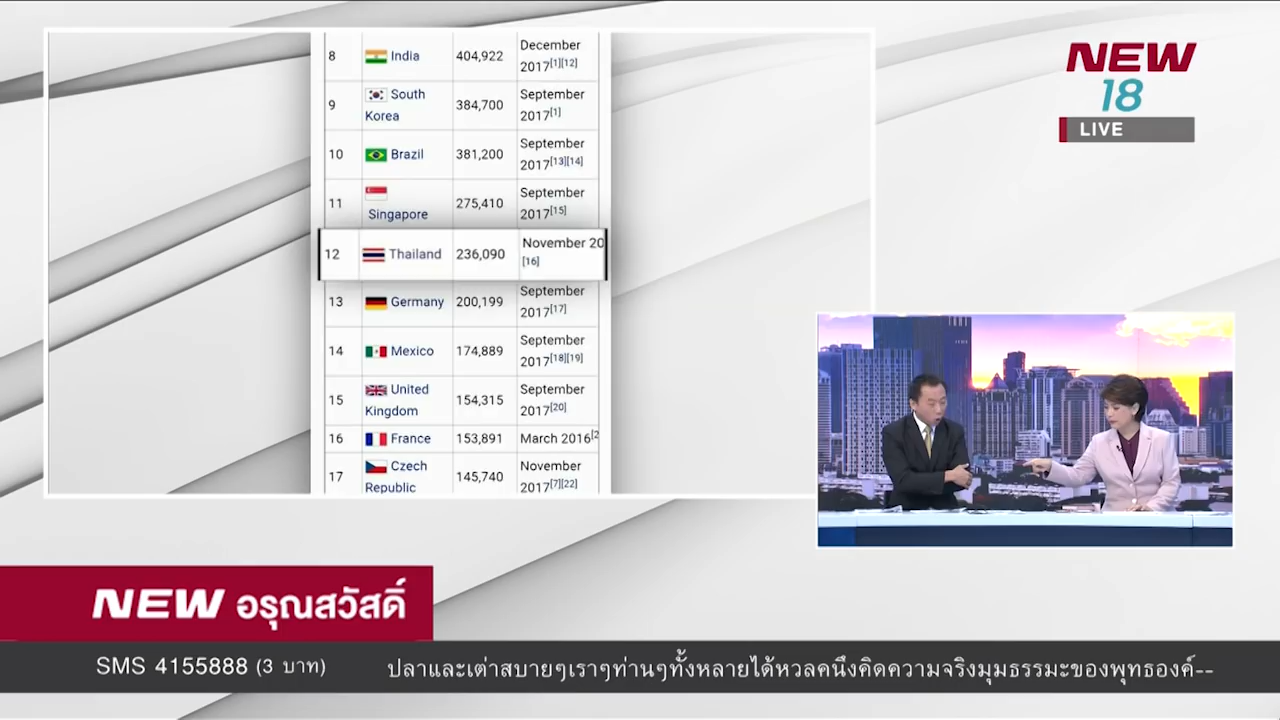 8 India 404,922 December 2017[1][12]
9 South Korea 384,700 September 2017[1]
10 Brazil 381,200 September 2017[13][14]
11 Singapore 275,410 September 2017[15]
12 Thailand 236,090 November 20 [16]
13 Germany 200,199 September 2017[17]
14 Mexico 174,889 September 2017[18][19]
15 United Kingdom 154,315 September 2017[20]
16 France 153,891 March 2016[2
17 Czech Republic 145,740 November 2017[7][22]
NEW
18
LIVE
NEW อรุณสวัสดิ์
SMS 4155888 (3 บาท) ปลาและเต่าสบายๆเราๆท่านๆทั้งหลายได้หวลคนึงคิดความจริงมุมธรรมะของพุทธองค์--